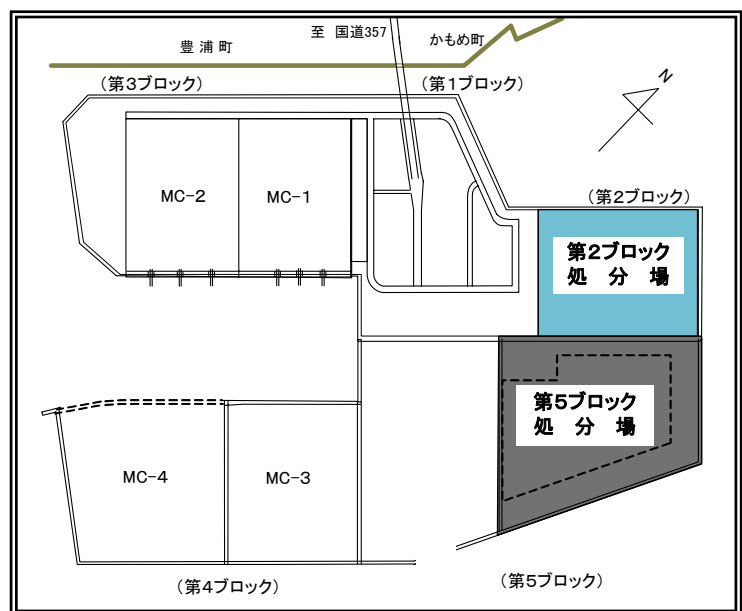 至 国道357
かもめ町
豊浦町
(第3ブロック)
(第1ブロック)
N
(第2ブロック)
MC-2
MC-1
第2ブロック
処 分 場
第5ブロック
処 分 場
MC-4
MC-3
(第4ブロック)
(第5ブロック)